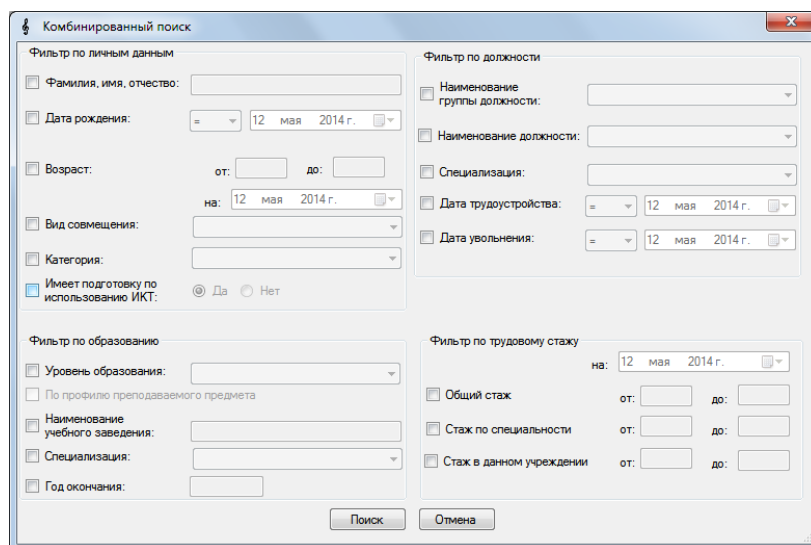 Комбинированный поиск
Фильтр по личным данным
Фамилия, имя, отчество:
Дата рождения: = 12 мая 2014 г.
Возраст: от: до:
на: 12 мая 2014 г.
Вид совмещения:
Категория:
Имеет подготовку по
использованию ИКТ: Да Нет
Фильтр по должности
Наименование
группы должности:
Наименование должности:
Специализация:
Дата трудоустройства: = 12 мая 2014 г.
Дата увольнения: = 12 мая 2014 г.
Фильтр по образованию
Уровень образования:
По профилю преподаваемого предмета
Наименование
учебного заведения:
Специализация:
Год окончания:
Фильтр по трудовому стажу
на: 12 мая 2014 г.
Общий стаж от: до:
Стаж по специальности от: до:
Стаж в данном учреждении от: до:
Поиск Отмена